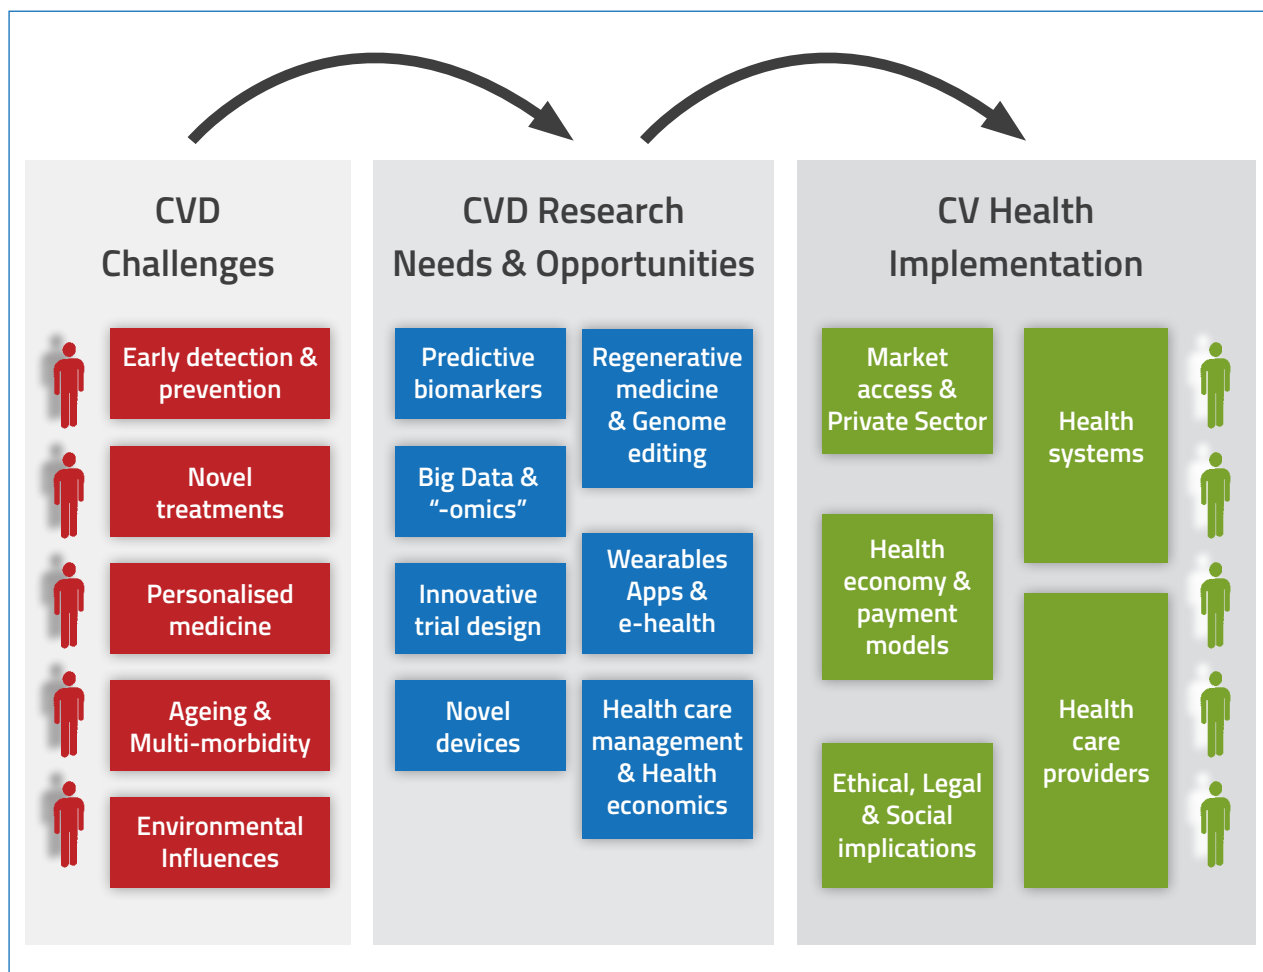 CVD
Challenges
Early detection &
prevention
Novel
treatments
Personalised
medicine
Ageing &
Multi-morbidity
Environmental
Influences
CVD Research
Needs & Opportunities
Predictive
biomarkers
Big Data &
“-omics”
Innovative
trial design
Novel
devices
Regenerative
medicine
& Genome
editing
Wearables
Apps &
e-health
Health care
management
& Health
economics
CV Health
Implementation
Market
access &
Private Sector
Health
economy &
payment
models
Ethical, Legal
& Social
implications
Health
systems
Health
care
providers